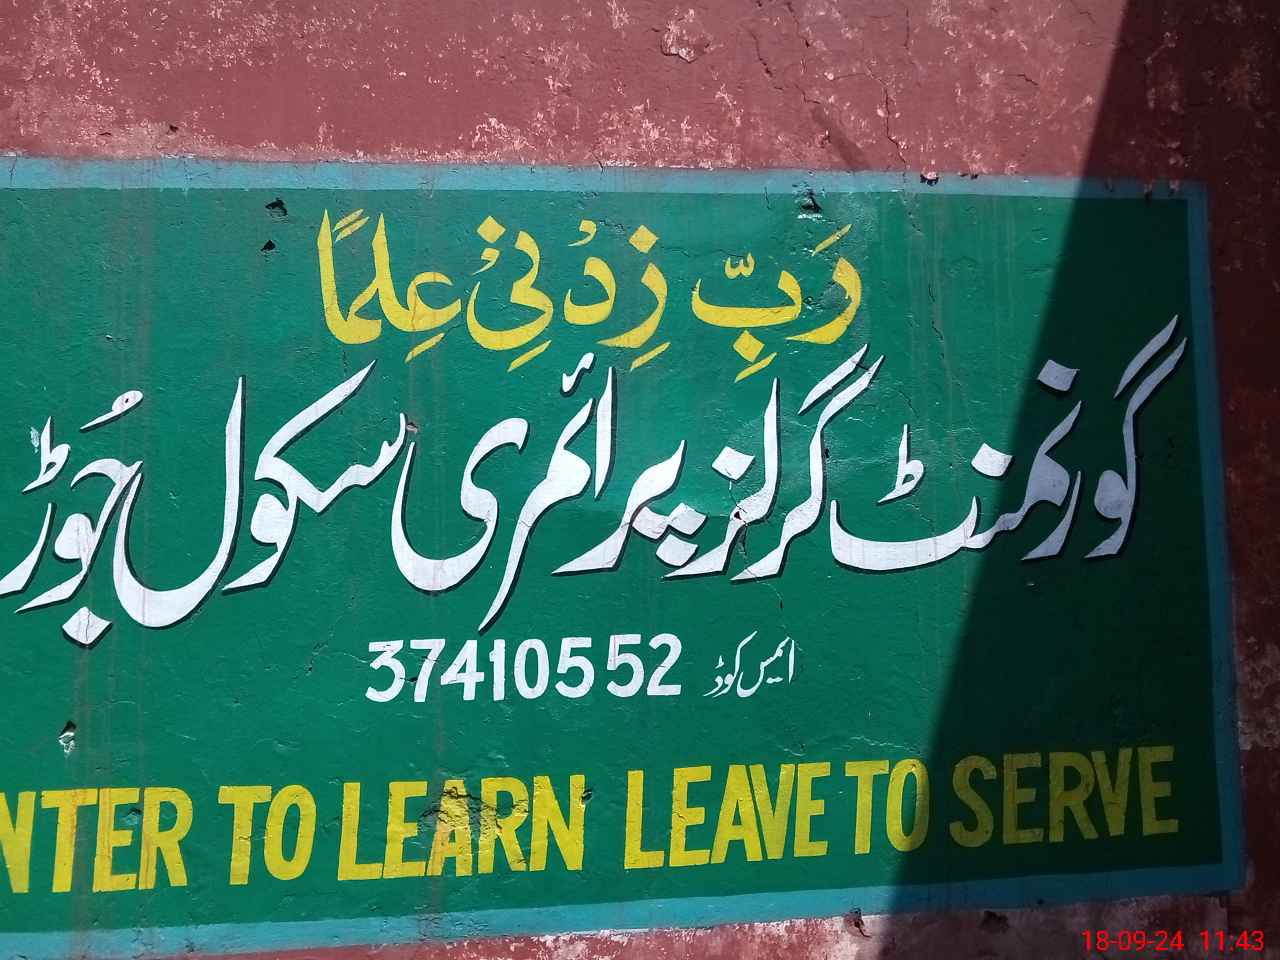 رَبِّ زِدْنِيْ عِلمًا
گورنمنٹ گرلز پرائمری سکول جوڑ
ایمس کوڈ 37410552
NTER TO LEARN LEAVE TO SERVE
18-09-24 11:43